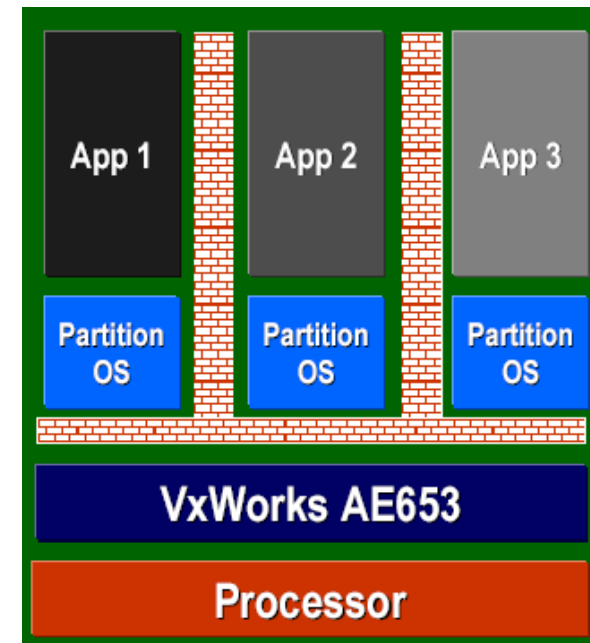 App 1
App 2
App 3
Partition
OS
Partition
OS
Partition
OS
VxWorks AE653
Processor